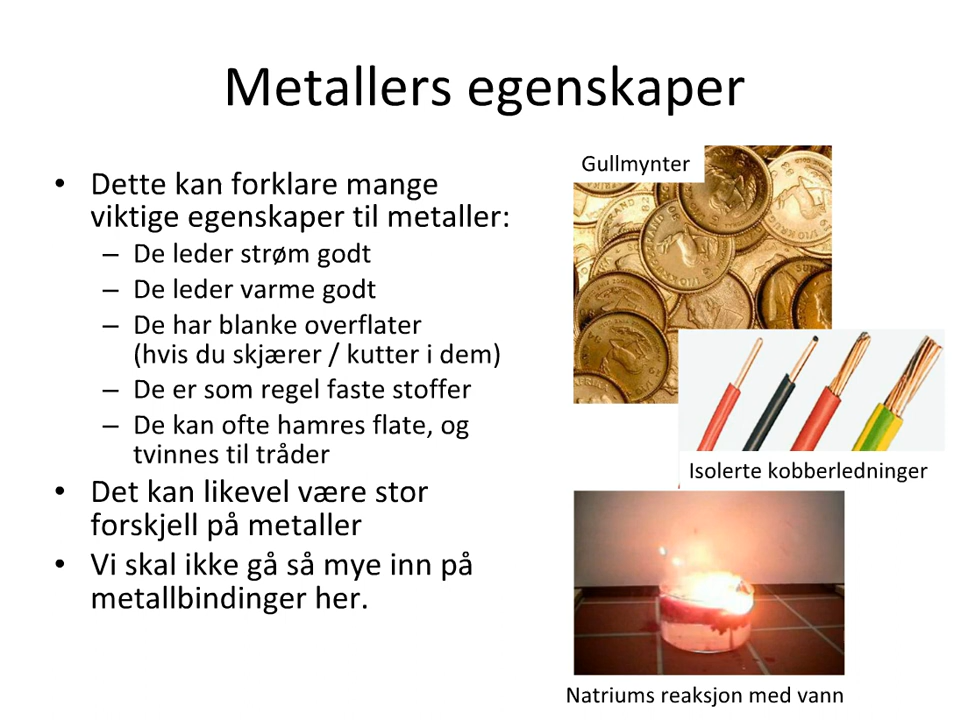 Metallers egenskaper
• Dette kan forklare mange
viktige egenskaper til metaller:
– De leder strøm godt
– De leder varme godt
– De har blanke overflater
(hvis du skjærer / kutter i dem)
– De er som regel faste stoffer
– De kan ofte hamres flate, og
tvinnes til tråder
• Det kan likevel være stor
forskjell på metaller
• Vi skal ikke gå så mye inn på
metallbindinger her.
Gullmynter
Isolerte kobberledninger
Natriums reaksjon med vann